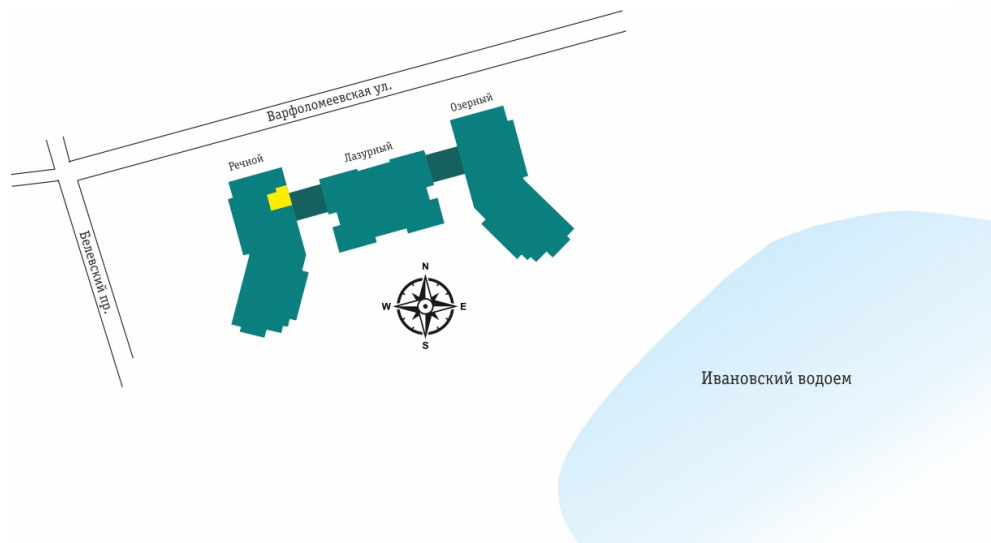 Варфоломеевская ул.
Озерный
Лазурный
Речной
Белевский пр.
N
W
E
S
Ивановский водоем